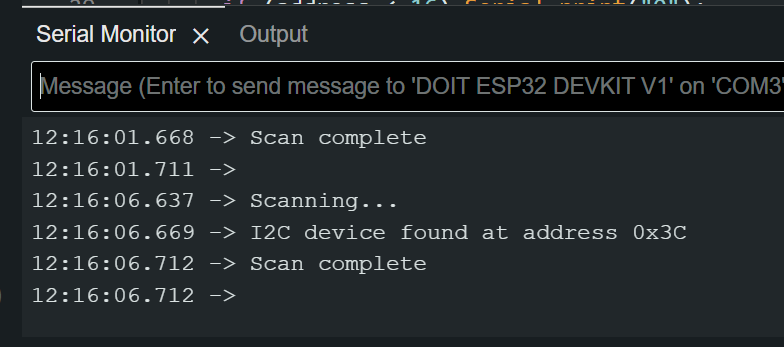 Serial Monitor × Output
Message (Enter to send message to 'DOIT ESP32 DEVKIT V1' on 'COM3'
12:16:01.668 -> Scan complete
12:16:01.711 ->
12:16:06.637 -> Scanning...
12:16:06.669 -> I2C device found at address 0x3C
12:16:06.712 -> Scan complete
12:16:06.712 ->